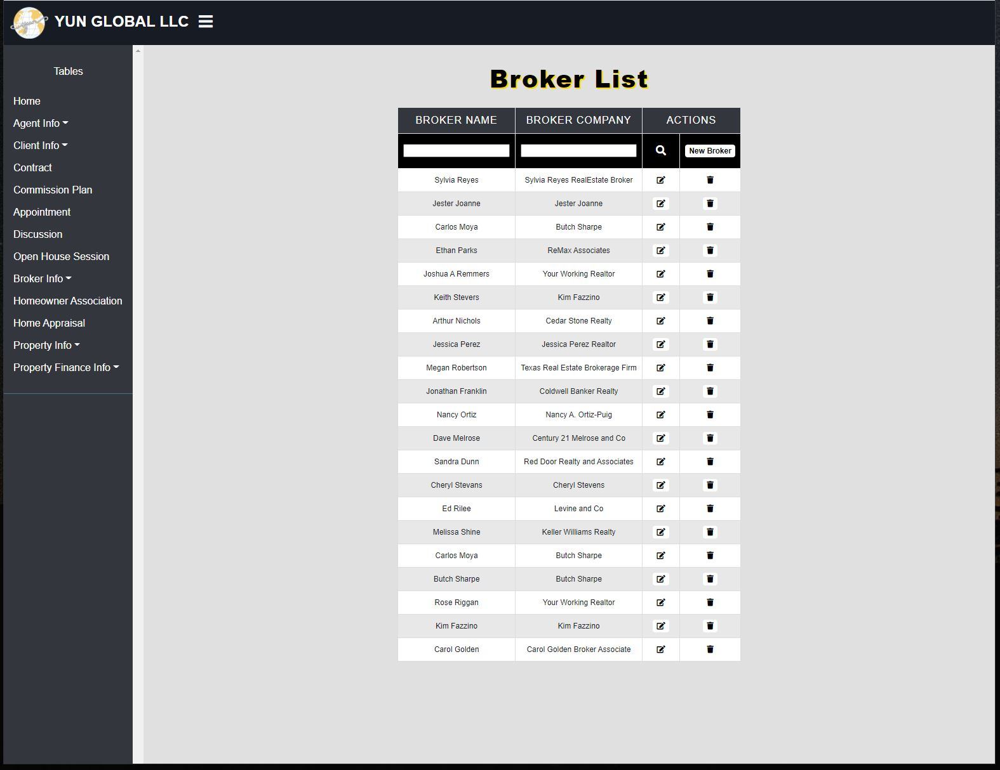 YUN GLOBAL LLC
Tables
Home
Agent Info
Client Info
Contract
Commission Plan
Appointment
Discussion
Open House Session
Broker Info
Homeowner Association
Home Appraisal
Property Info
Property Finance Info
Broker List
BROKER NAME BROKER COMPANY ACTIONS
New Broker
Sylvia Reyes Sylvia Reyes RealEstate Broker
Jester Joanne Jester Joanne
Carlos Moya Butch Sharpe
Ethan Parks ReMax Associates
Joshua A Remmers Your Working Realtor
Keith Stevers Kim Fazzino
Arthur Nichols Cedar Stone Realty
Jessica Perez Jessica Perez Realtor
Megan Robertson Texas Real Estate Brokerage Firm
Jonathan Franklin Coldwell Banker Realty
Nancy Ortiz Nancy A. Ortiz-Puig
Dave Melrose Century 21 Melrose and Co
Sandra Dunn Red Door Realty and Associates
Cheryl Stevans Cheryl Stevens
Ed Rilee Levine and Co
Melissa Shine Keller Williams Realty
Carlos Moya Butch Sharpe
Butch Sharpe Butch Sharpe
Rose Riggan Your Working Realtor
Kim Fazzino Kim Fazzino
Carol Golden Carol Golden Broker Associate